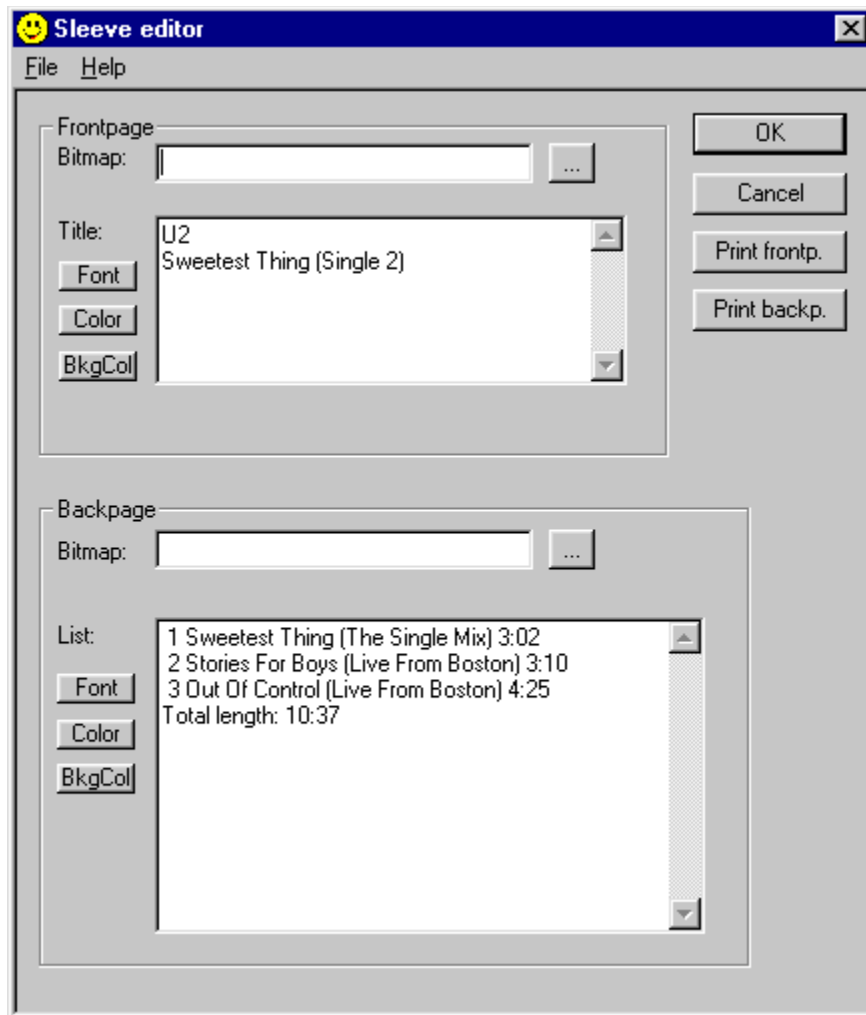 Sleeve editor
File Help
Frontpage
Bitmap:
...
Title:
U2
Sweetest Thing (Single 2)
Font
Color
BkgCol
OK
Cancel
Print frontp.
Print backp.
Backpage
Bitmap:
...
List:
1 Sweetest Thing (The Single Mix) 3:02
2 Stories For Boys (Live From Boston) 3:10
3 Out Of Control (Live From Boston) 4:25
Total length: 10:37
Font
Color
BkgCol